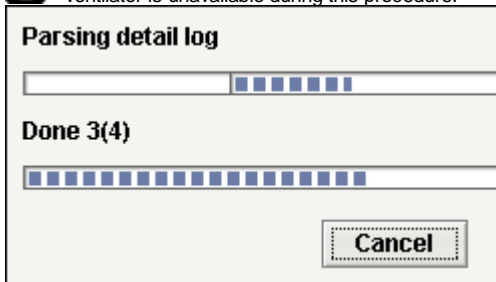 ventilator is unavailable during this procedure.
Parsing detail log
Done 3(4)
Cancel